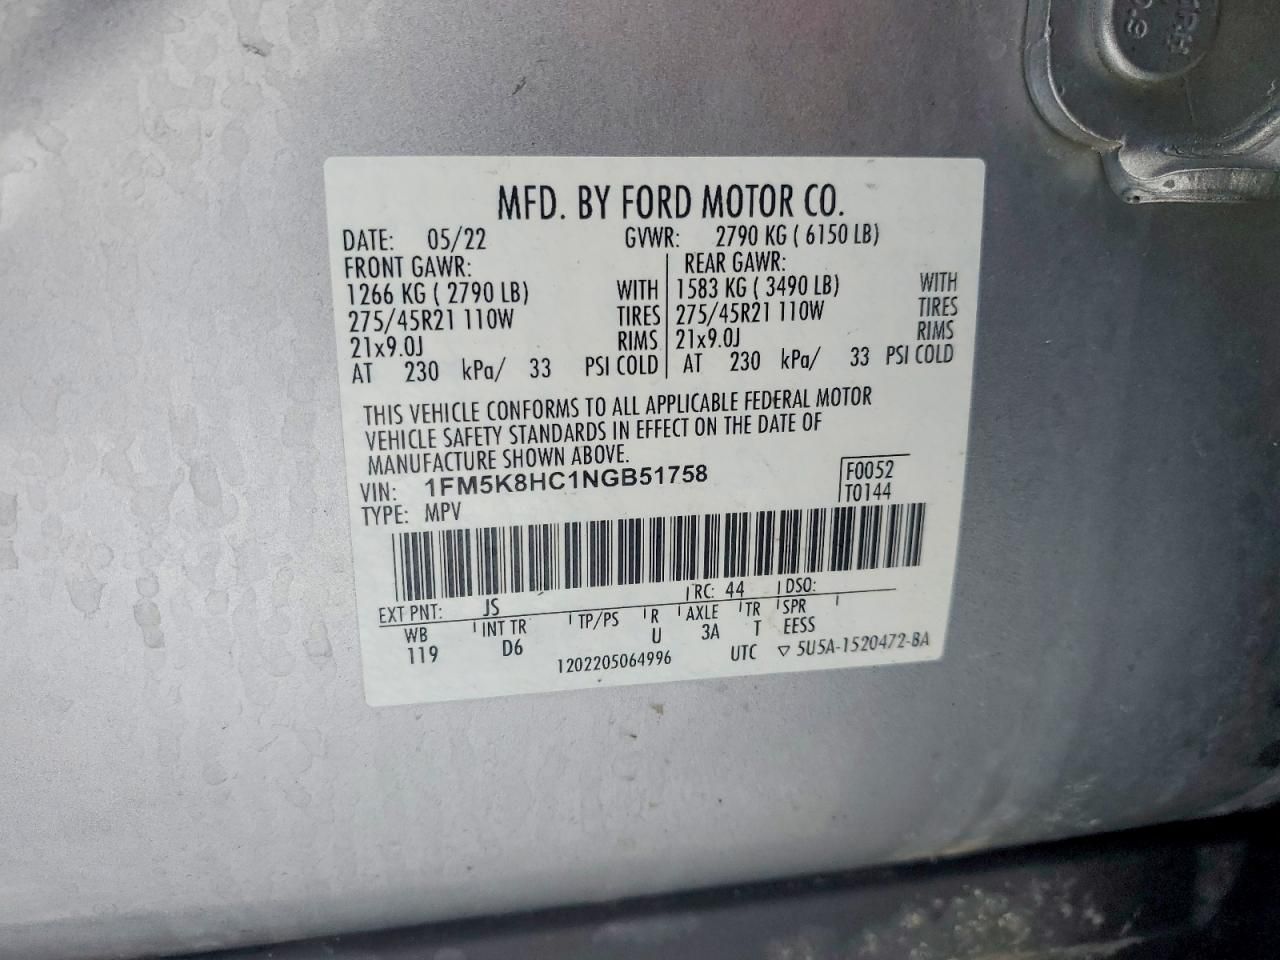 MFD. BY FORD MOTOR CO.
DATE: 05/22 GVWR: 2790 KG ( 6150 LB)
FRONT GAWR: REAR GAWR:
1266 KG ( 2790 LB) WITH 1583 KG ( 3490 LB) WITH
275/45R21 110W TIRES 275/45R21 110W TIRES
21x9.0J RIMS 21x9.0J RIMS
AT 230 kPa/ 33 PSI COLD AT 230 kPa/ 33 PSI COLD
THIS VEHICLE CONFORMS TO ALL APPLICABLE FEDERAL MOTOR
VEHICLE SAFETY STANDARDS IN EFFECT ON THE DATE OF
MANUFACTURE SHOWN ABOVE.
VIN: 1FM5K8HC1NGB51758 F0052
TYPE: MPV T0144
EXT PNT: JS RC: 44 DSO:
WB INT TR TP/PS R AXLE TR SPR
119 D6 U 3A T EESS
1202205064996 UTC ▽ 5U5A-1520472-BA